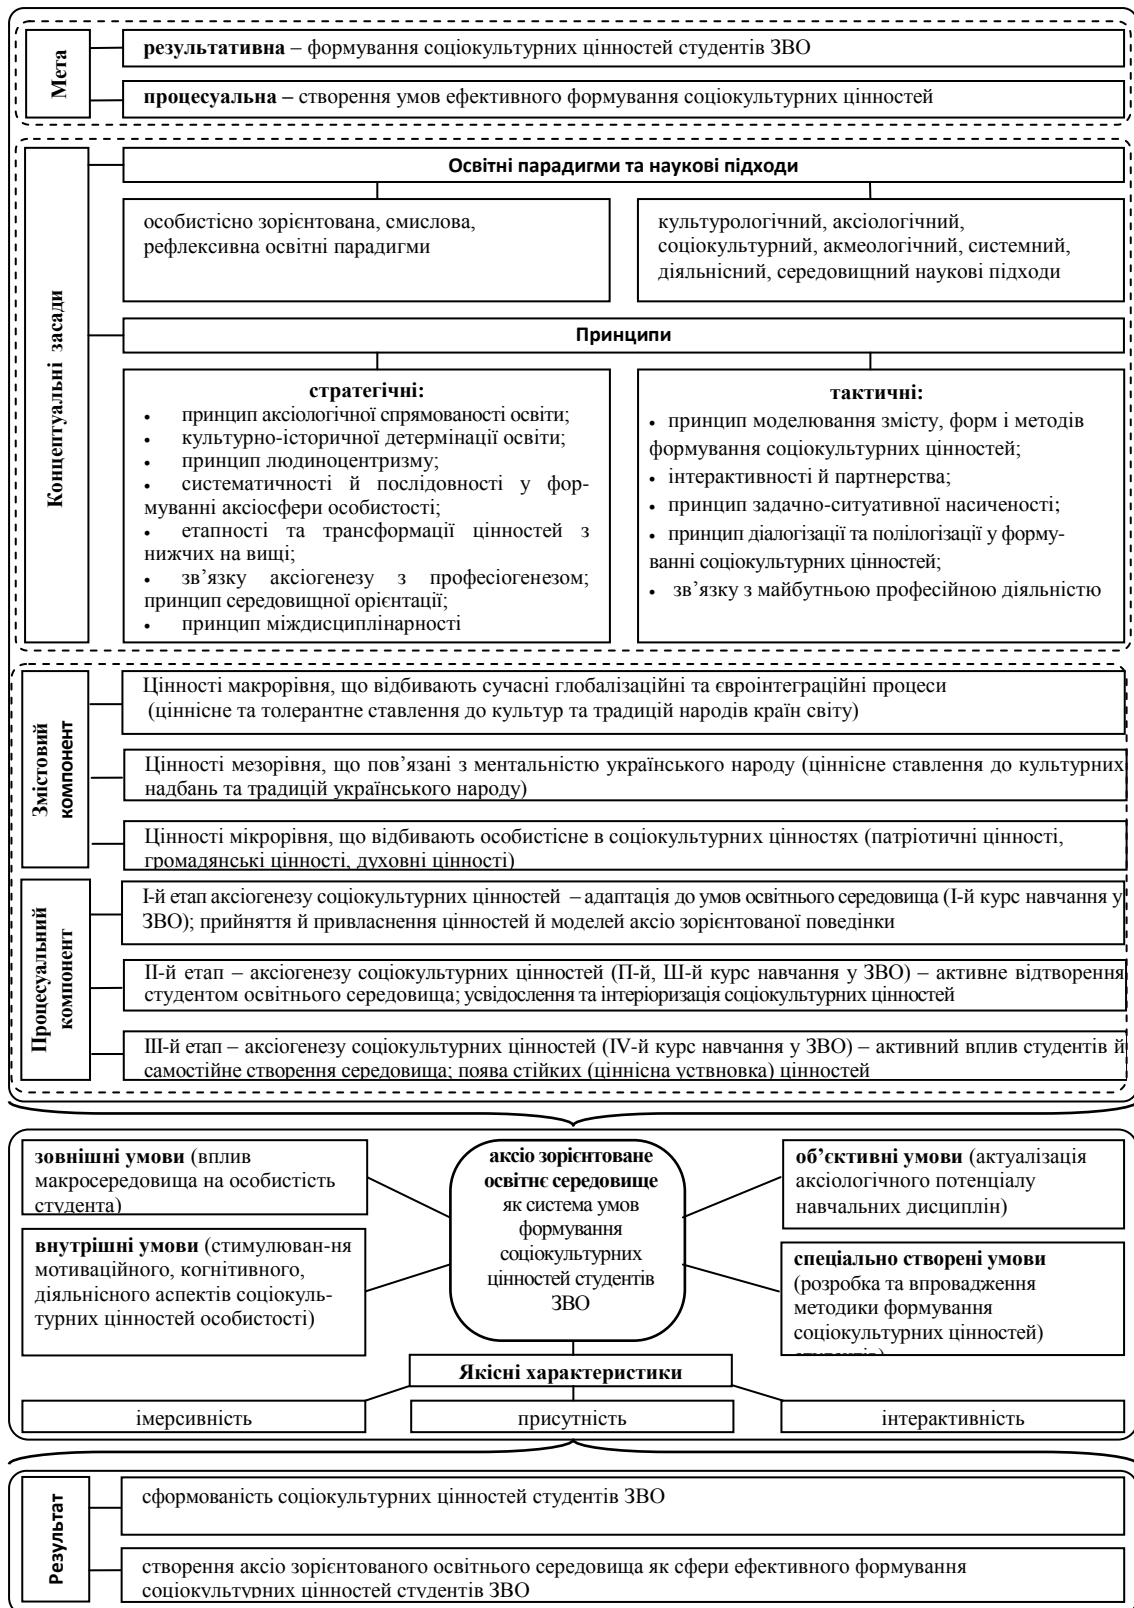 Мета
результативна – формування соціокультурних цінностей студентів ЗВО
процесуальна – створення умов ефективного формування соціокультурних цінностей
Концептуальні засади
Освітні парадигми та наукові підходи
особистісно зорієнтована, смислова,
рефлексивна освітні парадигми
культурологічний, аксіологічний,
соціокультурний, акмеологічний, системний,
діяльнісний, середовищний наукові підходи
Принципи
стратегічні:
• принцип аксіологічної спрямованості освіти;
• культурно-історичної детермінації освіти;
• принцип людиноцентризму;
• систематичності й послідовності у фор-
муванні аксіосфери особистості;
• етапності та трансформації цінностей з
нижчих на вищі;
• зв’язку аксіогенезу з професіогенезом;
принцип середовищної орієнтації;
• принцип міждисциплінарності
тактичні:
• принцип моделювання змісту, форм і методів
формування соціокультурних цінностей;
• інтерактивності й партнерства;
• принцип задачно-ситуативної насиченості;
• принцип діалогізації та полілогізації у форму-
ванні соціокультурних цінностей;
• зв’язку з майбутньою професійною діяльністю
Змістовий
компонент
Цінності макрорівня, що відбивають сучасні глобалізаційні та євроінтеграційні процеси
(ціннісне та толерантне ставлення до культур та традицій народів країн світу)
Цінності мезорівня, що пов’язані з ментальністю українського народу (ціннісне ставлення до культурних
надбань та традицій українського народу)
Цінності мікрорівня, що відбивають особистісне в соціокультурних цінностях (патріотичні цінності,
громадянські цінності, духовні цінності)
Процесуальний
компонент
І-й етап аксіогенезу соціокультурних цінностей – адаптація до умов освітнього середовища (І-й курс навчання у
ЗВО); прийняття й привласнення цінностей й моделей аксіо зорієнтованої поведінки
ІІ-й етап – аксіогенезу соціокультурних цінностей (П-й, Ш-й курс навчання у ЗВО) – активне відтворення
студентом освітнього середовища; усвідослення та інтеріоризація соціокультурних цінностей
ІІІ-й етап – аксіогенезу соціокультурних цінностей (IV-й курс навчання у ЗВО) – активний вплив студентів й
самостійне створення середовища; поява стійких (ціннісна уствновка) цінностей
зовнішні умови (вплив
макросередовища на особистість
студента)
внутрішні умови (стимулюван-ня
мотиваційного, когнітивного,
діяльнісного аспектів соціокуль-
турних цінностей особистості)
аксіо зорієнтоване
освітнє середовище
як система умов
формування
соціокультурних
цінностей студентів
ЗВО
об’єктивні умови (актуалізація
аксіологічного потенціалу
навчальних дисциплін)
спеціально створені умови
(розробка та впровадження
методики формування
соціокультурних цінностей)
Якісні характеристики
імерсивність
присутність
інтерактивність
Результат
сформованість соціокультурних цінностей студентів ЗВО
створення аксіо зорієнтованого освітнього середовища як сфери ефективного формування
соціокультурних цінностей студентів ЗВО